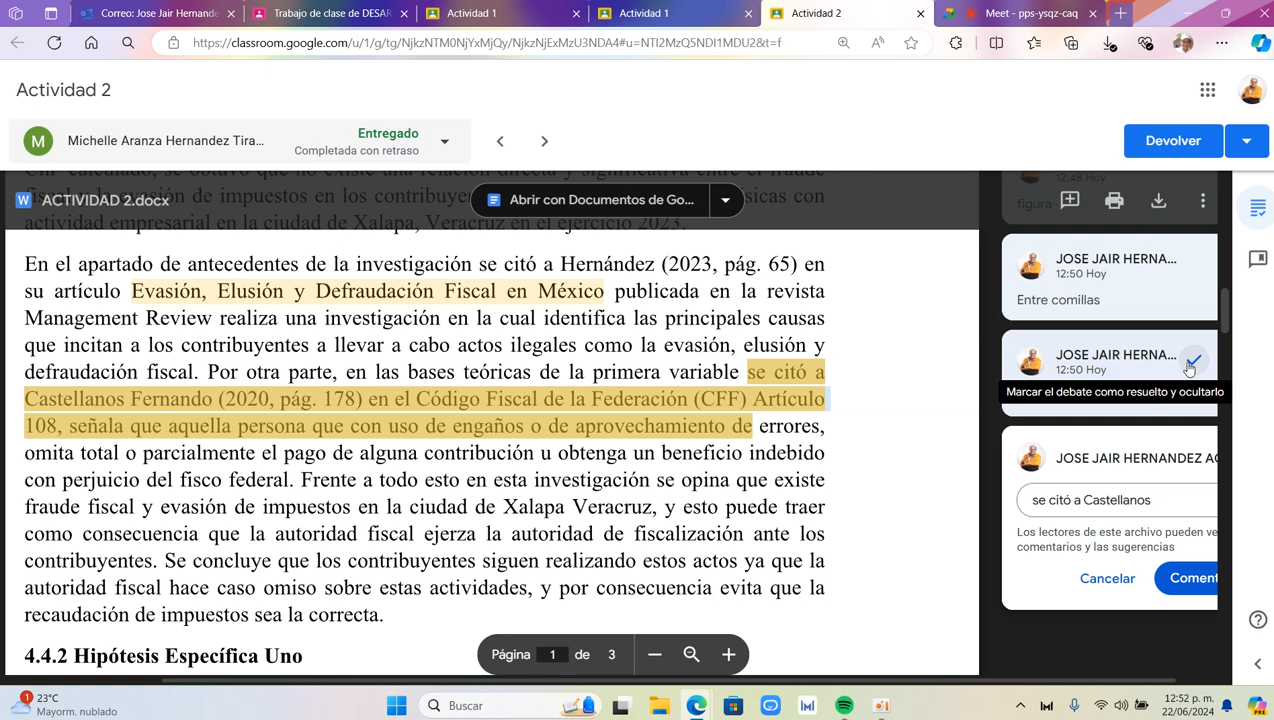 Correo: Jose Jair Hernande
Trabajo de clase de DESAR
Actividad 1
Actividad 1
Actividad 2
Meet - pps-ysqz-caq
https://classroom.google.com/u/1/g/tg/NjkzNTM0NjYxMjQy/NjkzNjExMzU3NDA4#u=NTI2MzQ5NDI1MDU2&t=f
Actividad 2
M
Michelle Aranza Hernandez Tira...
Entregado
Completada con retraso
Devolver
W ACTIVIDAD 2.docx
Abrir con Documentos de Go...
actividad empresarial en la ciudad de Xalapa, Veracruz en el ejercicio 2023.
En el apartado de antecedentes de la investigación se citó a Hernández (2023, pág. 65) en
su artículo Evasión, Elusión y Defraudación Fiscal en México publicada en la revista
Management Review realiza una investigación en la cual identifica las principales causas
que incitan a los contribuyentes a llevar a cabo actos ilegales como la evasión, elusión y
defraudación fiscal. Por otra parte, en las bases teóricas de la primera variable se citó a
Castellanos Fernando (2020, pág. 178) en el Código Fiscal de la Federación (CFF) Artículo
108, señala que aquella persona que con uso de engaños o de aprovechamiento de errores,
omita total o parcialmente el pago de alguna contribución u obtenga un beneficio indebido
con perjuicio del fisco federal. Frente a todo esto en esta investigación se opina que existe
fraude fiscal y evasión de impuestos en la ciudad de Xalapa Veracruz, y esto puede traer
como consecuencia que la autoridad fiscal ejerza la autoridad de fiscalización ante los
contribuyentes. Se concluye que los contribuyentes siguen realizando estos actos ya que la
autoridad fiscal hace caso omiso sobre estas actividades, y por consecuencia evita que la
recaudación de impuestos sea la correcta.
4.4.2 Hipótesis Específica Uno
Página 1 de 3
12:48 Hoy
figura
JOSE JAIR HERNA...
12:50 Hoy
Entre comillas
JOSE JAIR HERNA...
12:50 Hoy
Marcar el debate como resuelto y ocultarlo
JOSE JAIR HERNANDEZ AG
se citó a Castellanos
Los lectores de este archivo pueden ve
comentarios y las sugerencias
Cancelar
Coment
1
23°C
Mayorm. nublado
Buscar
12:52 p. m.
22/06/2024
PRE